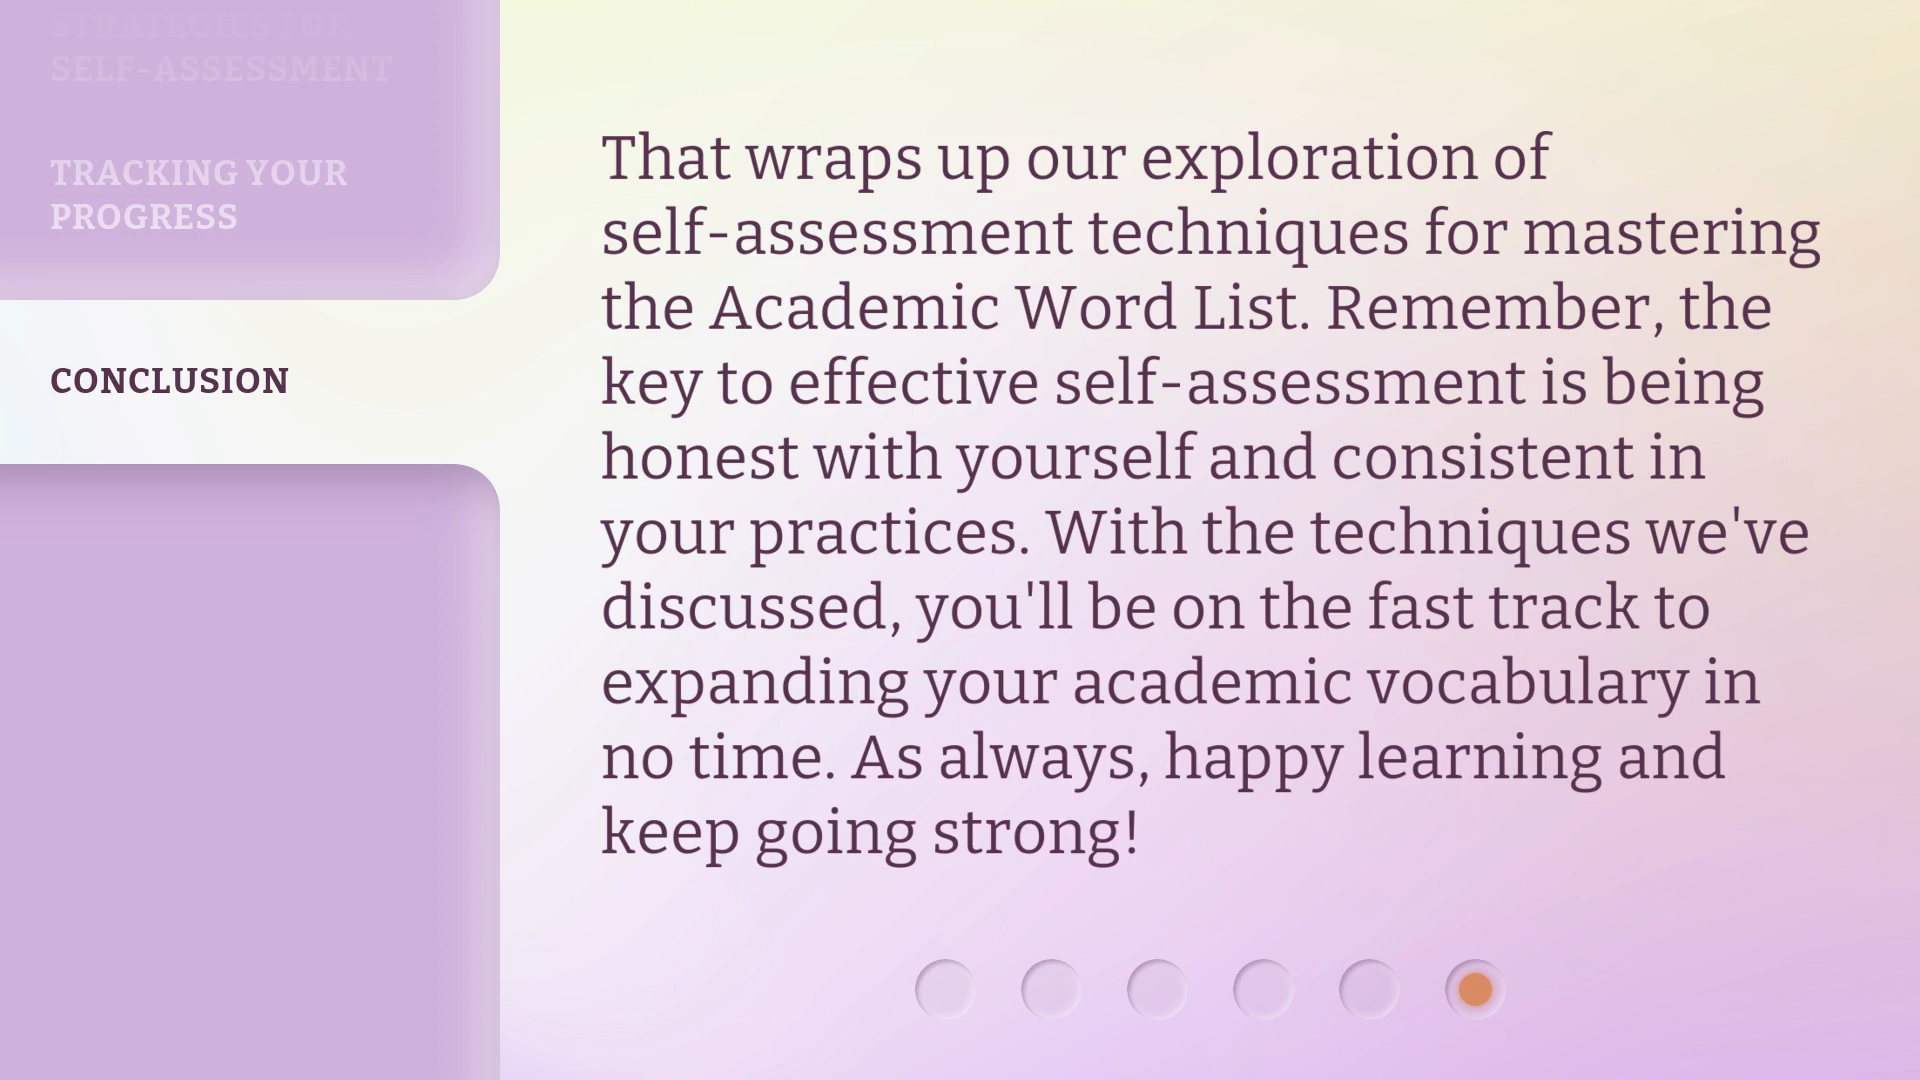 STRATEGIES FOR
SELF-ASSESSMENT
TRACKING YOUR
PROGRESS
CONCLUSION
That wraps up our exploration of
self-assessment techniques for mastering
the Academic Word List. Remember, the
key to effective self-assessment is being
honest with yourself and consistent in
your practices. With the techniques we've
discussed, you'll be on the fast track to
expanding your academic vocabulary in
no time. As always, happy learning and
keep going strong!